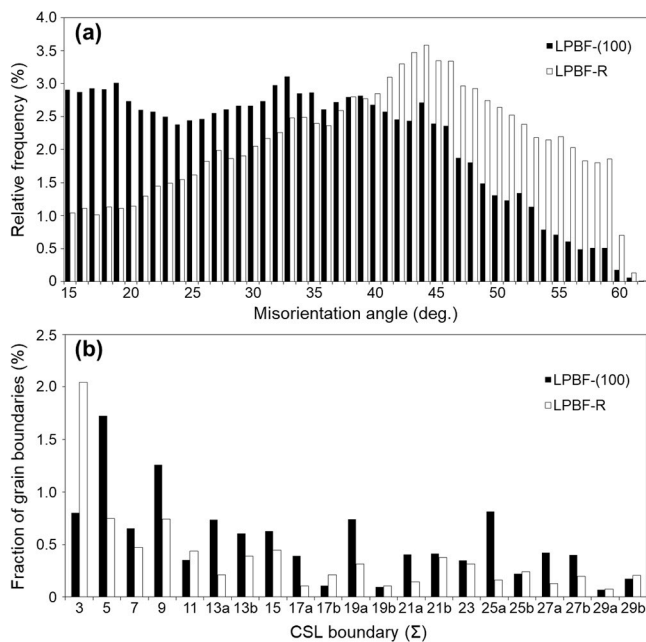 (a)
LPBF-(100)
LPBF-R
Relative frequency (%)
4.0
3.5
3.0
2.5
2.0
1.5
1.0
0.5
0
15 20 25 30 35 40 45 50 55 60
Misorientation angle (deg.)
(b)
LPBF-(100)
LPBF-R
Fraction of grain boundaries (%)
2.5
2.0
1.5
1.0
0.5
0.0
3 5 7 9 11 13a 13b 15 17a 17b 19a 19b 21a 21b 23 25a 25b 27a 27b 29a 29b
CSL boundary (Σ)